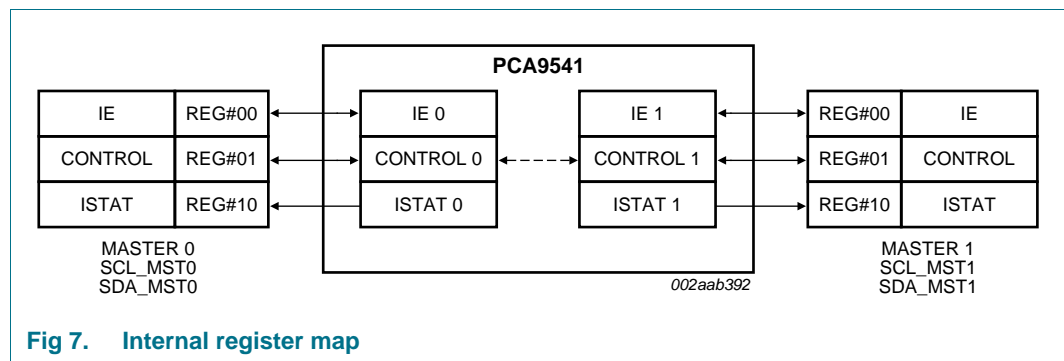 PCA9541
IE REG#00 IE 0 IE 1 REG#00 IE
CONTROL REG#01 CONTROL 0 CONTROL 1 REG#01 CONTROL
ISTAT REG#10 ISTAT 0 ISTAT 1 REG#10 ISTAT
MASTER 0 MASTER 1
SCL_MST0 SCL_MST1
SDA_MST0 002aab392 SDA_MST1
Fig 7. Internal register map